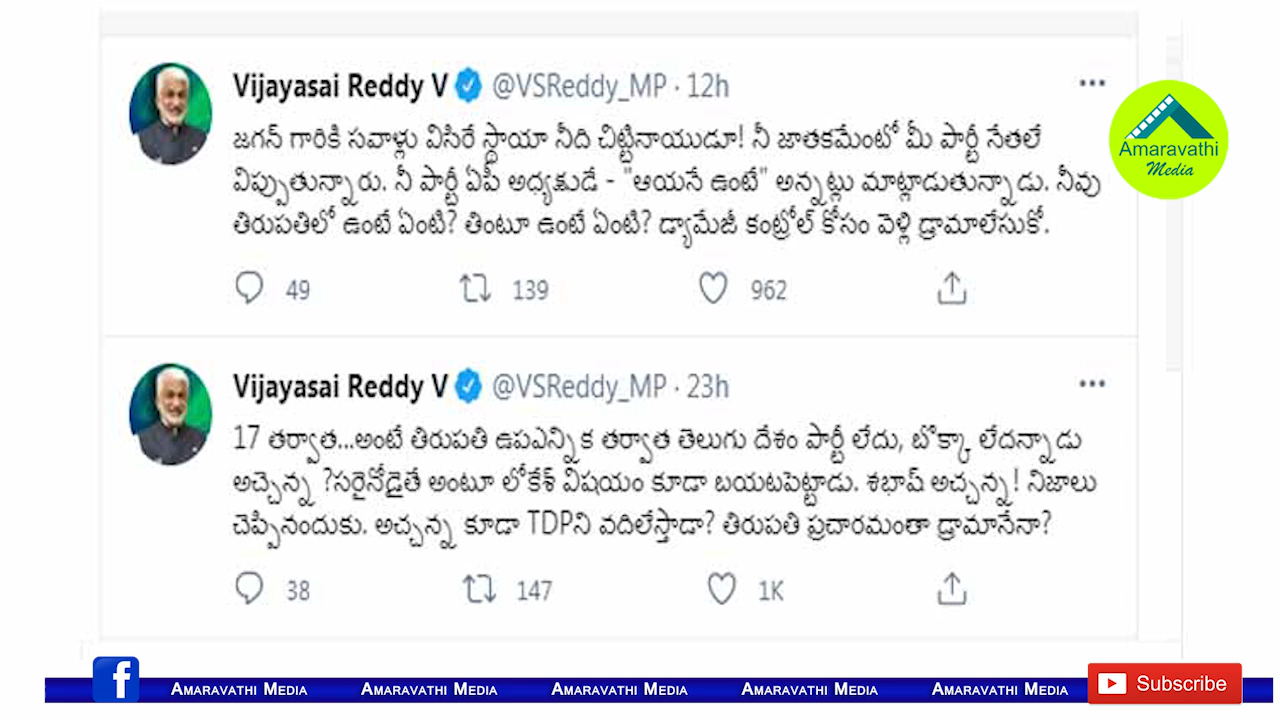 Vijayasai Reddy V @VSReddy_MP · 12h
జగన్ గారికి సవాళ్లు విసిరే స్థాయా నీది చిట్టినాయుడూ! నీ జాతకమేంటో మీ పార్టీ నేతలే
విప్పుతున్నారు. నీ పార్టీ ఏపీ అధ్యక్షుడే - "ఆయనే ఉంటే" అన్నట్లు మాట్లాడుతున్నాడు. నీవు
తిరుపతిలో ఉంటే ఏంటి? తింటూ ఉంటే ఏంటి? డ్యామేజీ కంట్రోల్ కోసం వెళ్లి డ్రామాలేసుకో.
49 139 962
Amaravathi
Media
Vijayasai Reddy V @VSReddy_MP · 23h
17 తర్వాత...అంటే తిరుపతి ఉపఎన్నిక తర్వాత తెలుగు దేశం పార్టీ లేదు, బొక్కా లేదన్నాడు
అచ్చెన్న ?సరైనోడైతే అంటూ లోకేశ్ విషయం కూడా బయటపెట్టాడు. శభాష్ అచ్చన్న! నిజాలు
చెప్పినందుకు. అచ్చన్న కూడా TDPని వదిలేస్తాడా? తిరుపతి ప్రచారమంతా డ్రామానేనా?
38 147 1K
f Amaravathi Media Amaravathi Media Amaravathi Media Amaravathi Media Amaravathi Media Subscribe